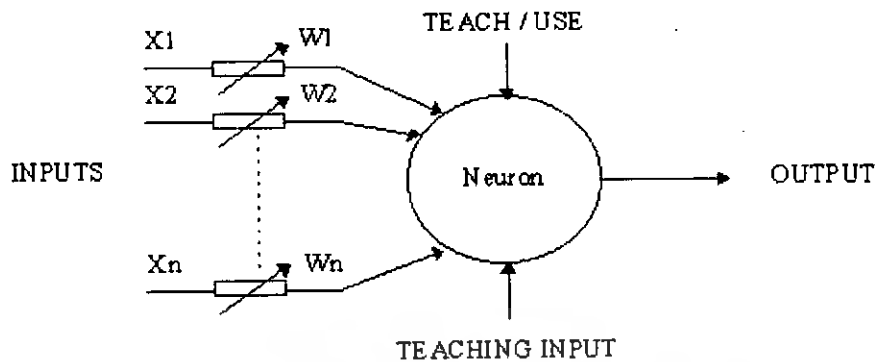 TEACH / USE
X1 W1
X2 W2
INPUTS
Neuron
OUTPUT
Xn Wn
TEACHING INPUT